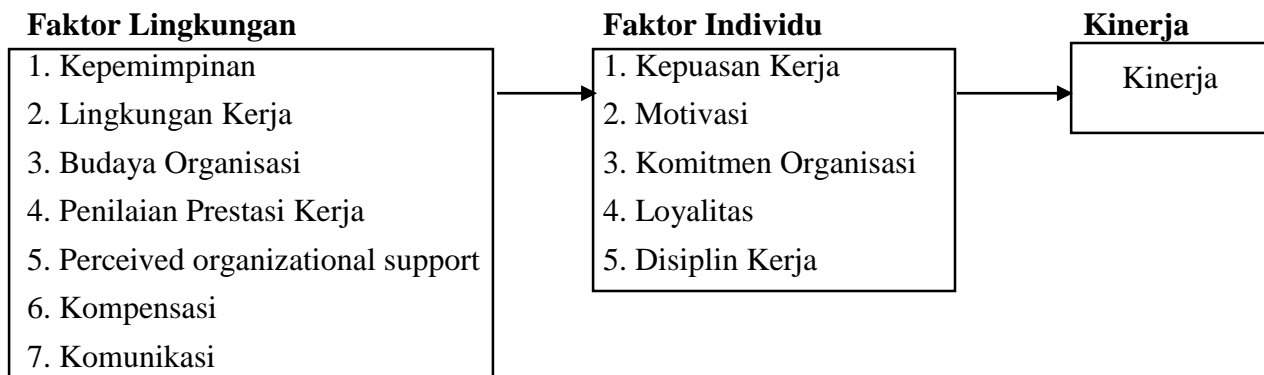 Faktor Lingkungan
1. Kepemimpinan
2. Lingkungan Kerja
3. Budaya Organisasi
4. Penilaian Prestasi Kerja
5. Perceived organizational support
6. Kompensasi
7. Komunikasi
Faktor Individu
1. Kepuasan Kerja
2. Motivasi
3. Komitmen Organisasi
4. Loyalitas
5. Disiplin Kerja
Kinerja
Kinerja